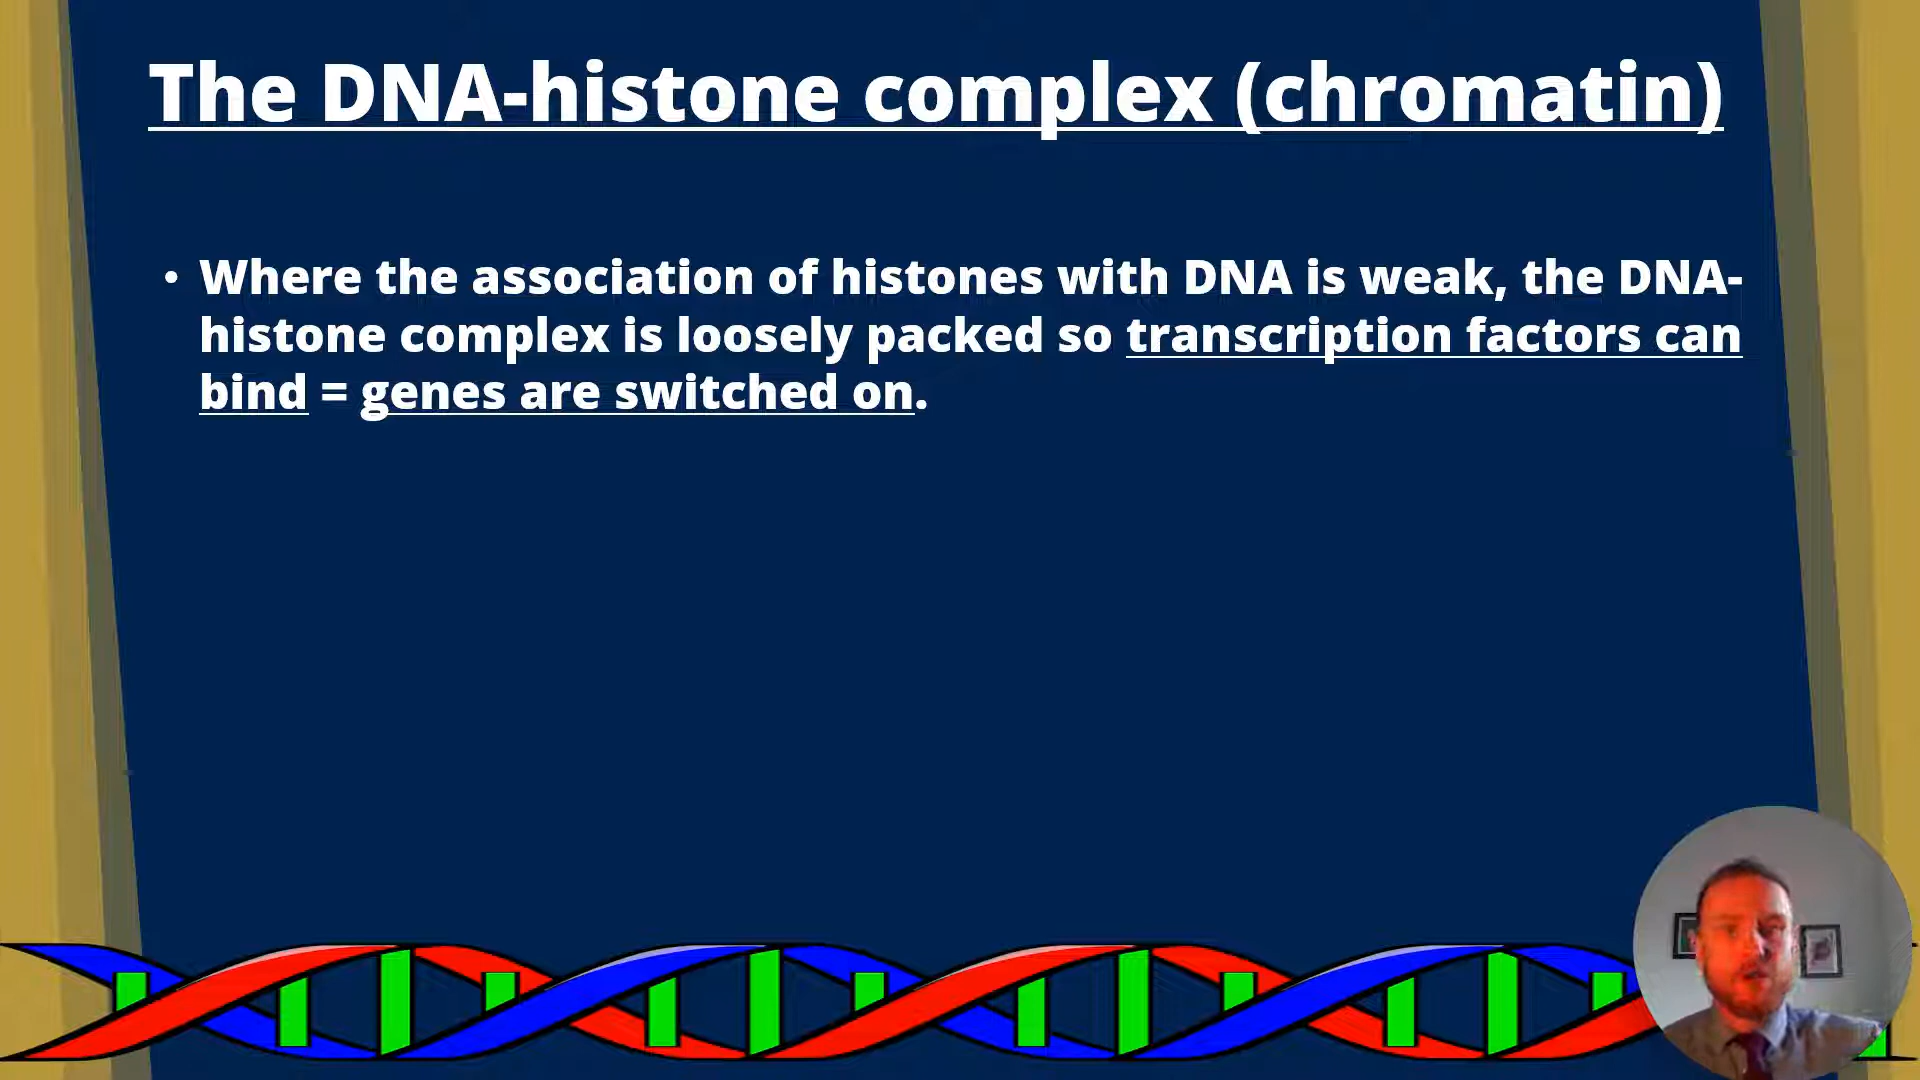 The DNA-histone complex (chromatin)
• Where the association of histones with DNA is weak, the DNA-
histone complex is loosely packed so transcription factors can
bind = genes are switched on.